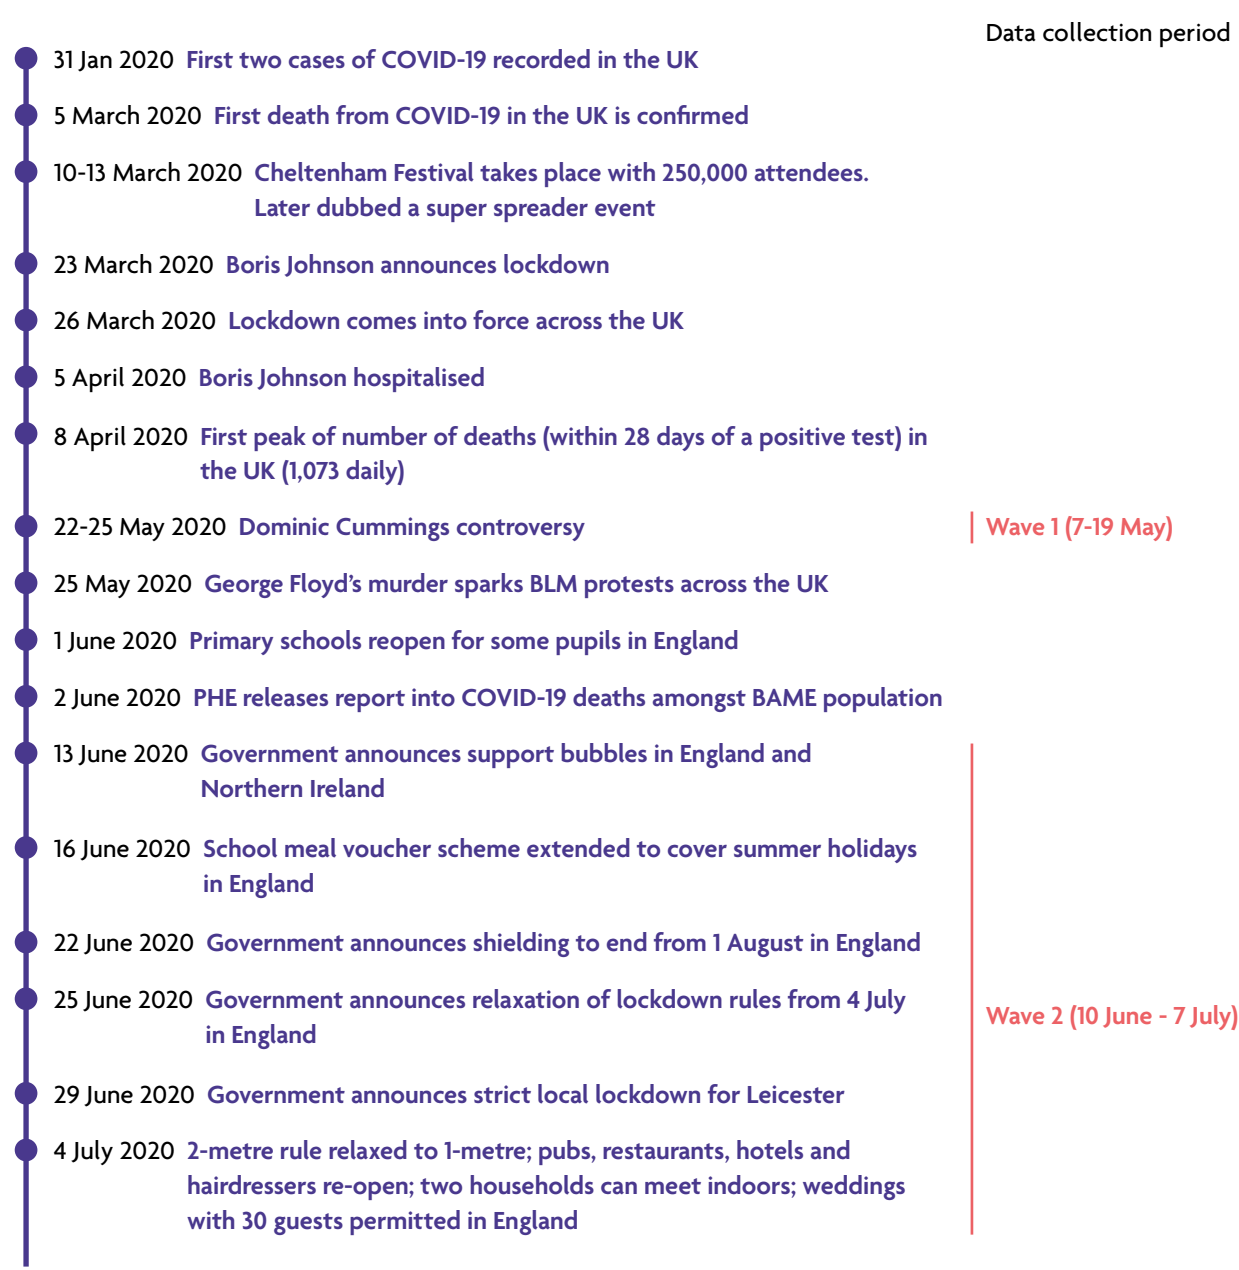 Data collection period
31 Jan 2020 First two cases of COVID-19 recorded in the UK
5 March 2020 First death from COVID-19 in the UK is confirmed
10-13 March 2020 Cheltenham Festival takes place with 250,000 attendees.
Later dubbed a super spreader event
23 March 2020 Boris Johnson announces lockdown
26 March 2020 Lockdown comes into force across the UK
5 April 2020 Boris Johnson hospitalised
8 April 2020 First peak of number of deaths (within 28 days of a positive test) in
the UK (1,073 daily)
22-25 May 2020 Dominic Cummings controversy
Wave 1 (7-19 May)
25 May 2020 George Floyd’s murder sparks BLM protests across the UK
1 June 2020 Primary schools reopen for some pupils in England
2 June 2020 PHE releases report into COVID-19 deaths amongst BAME population
13 June 2020 Government announces support bubbles in England and
Northern Ireland
16 June 2020 School meal voucher scheme extended to cover summer holidays
in England
22 June 2020 Government announces shielding to end from 1 August in England
25 June 2020 Government announces relaxation of lockdown rules from 4 July
in England
Wave 2 (10 June - 7 July)
29 June 2020 Government announces strict local lockdown for Leicester
4 July 2020 2-metre rule relaxed to 1-metre; pubs, restaurants, hotels and
hairdressers re-open; two households can meet indoors; weddings
with 30 guests permitted in England